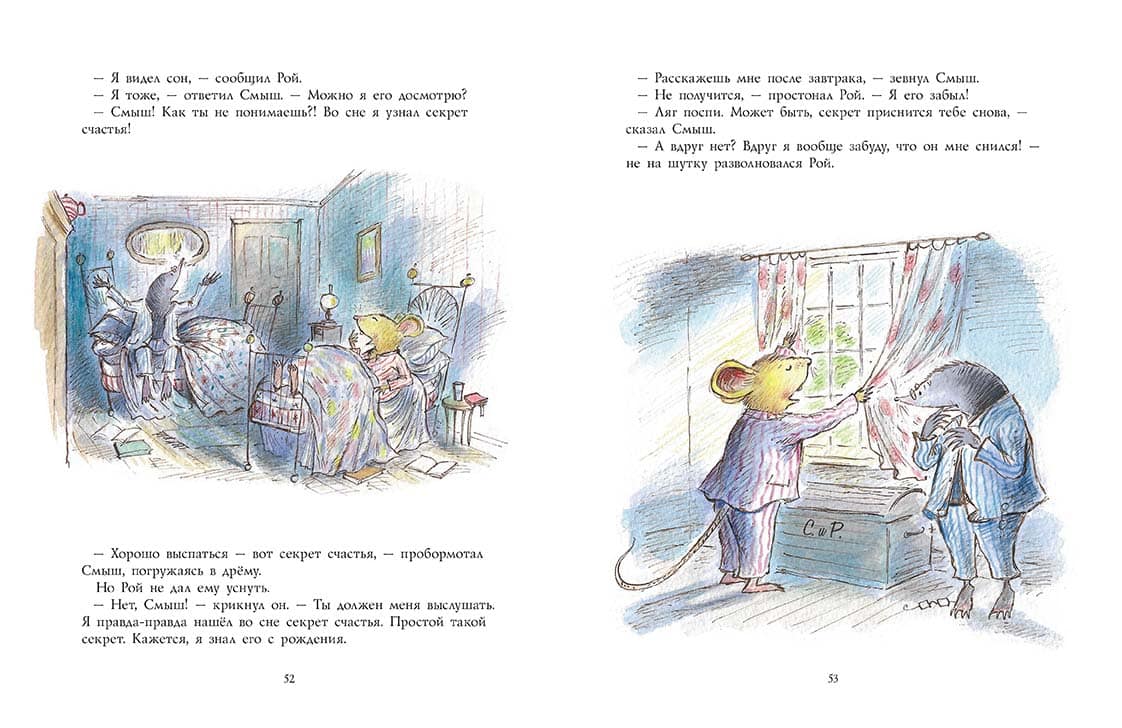 — Я видел сон, — сообщил Рой.
— Я тоже, — ответил Смыш. — Можно я его досмотрю?
— Смыш! Как ты не понимаешь?! Во сне я узнал секрет
счастья!
— Хорошо выспаться — вот секрет счастья, — пробормотал
Смыш, погружаясь в дрёму.
Но Рой не дал ему уснуть.
— Нет, Смыш! — крикнул он. — Ты должен меня выслушать.
Я правда-правда нашёл во сне секрет счастья. Простой такой
секрет. Кажется, я знал его с рождения.
52
— Расскажешь мне после завтрака, — зевнул Смыш.
— Не получится, — простонал Рой. — Я его забыл!
— Ляг поспи. Может быть, секрет приснится тебе снова, —
сказал Смыш.
— А вдруг нет? Вдруг я вообще забуду, что он мне снился! —
не на шутку разволновался Рой.
С. и Р.
53